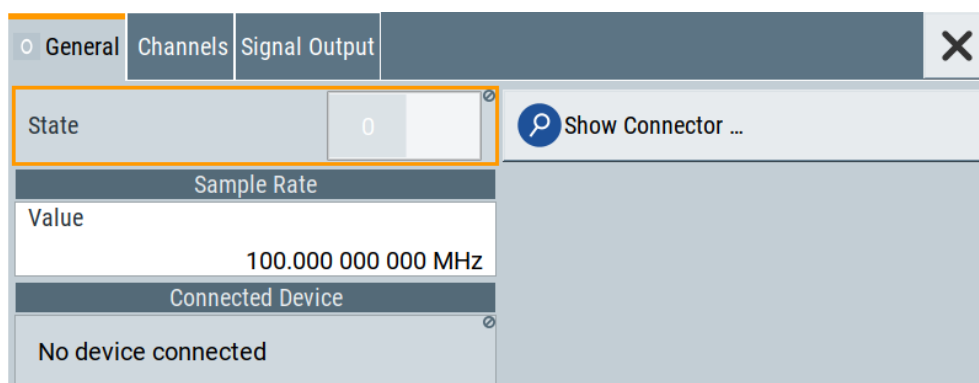 0 General Channels Signal Output
State 0
Show Connector ...
Sample Rate
Value
100.000 000 000 MHz
Connected Device
No device connected